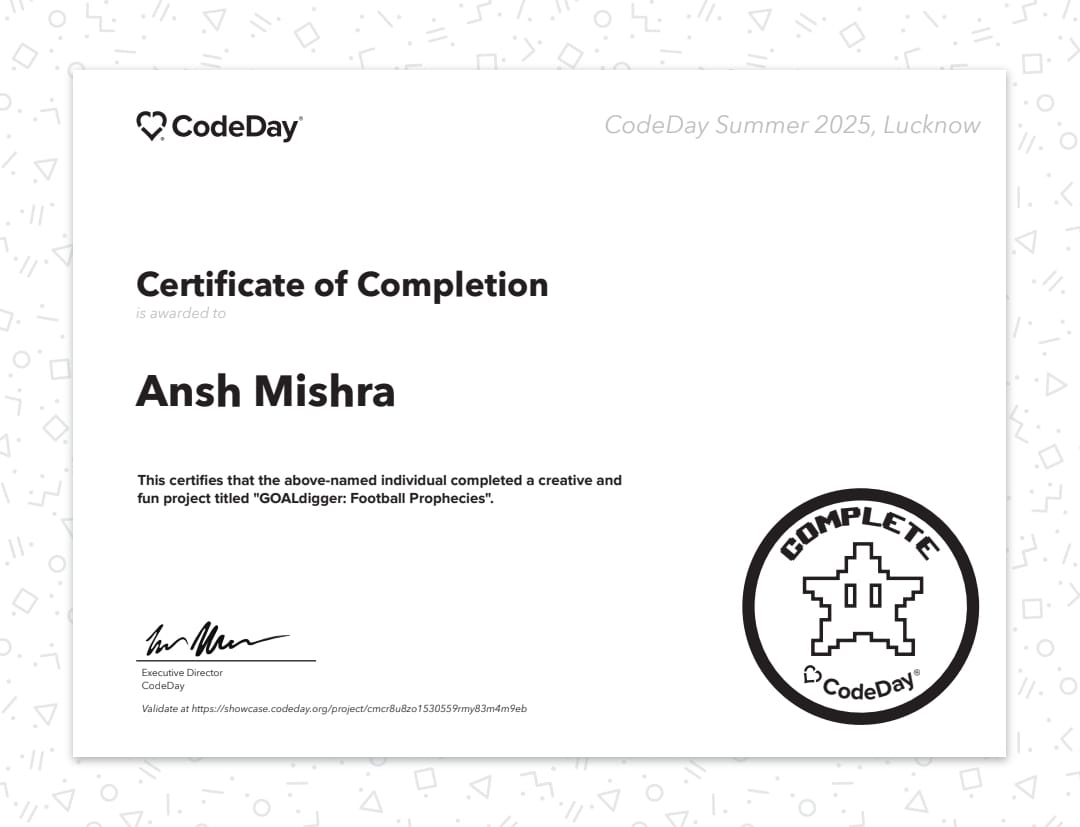 CodeDay®
CodeDay Summer 2025, Lucknow
Certificate of Completion
is awarded to
Ansh Mishra
This certifies that the above-named individual completed a creative and
fun project titled "GOALdigger: Football Prophecies".
Executive Director
CodeDay
Validate at https://showcase.codeday.org/project/cmcr8u8zo1530559rmy83m4m9eb
COMPLETE
CodeDay®